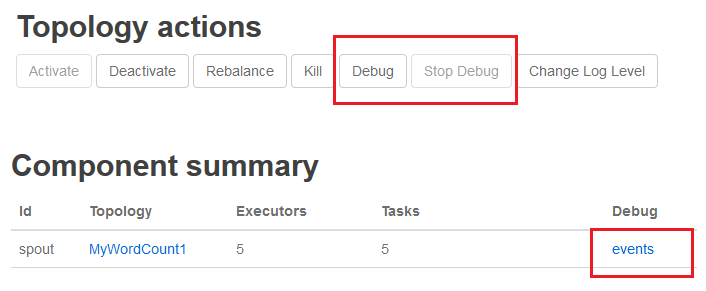 Topology actions
Activate Deactivate Rebalance Kill Debug Stop Debug Change Log Level
Component summary
Id Topology Executors Tasks Debug
spout MyWordCount1 5 5 events